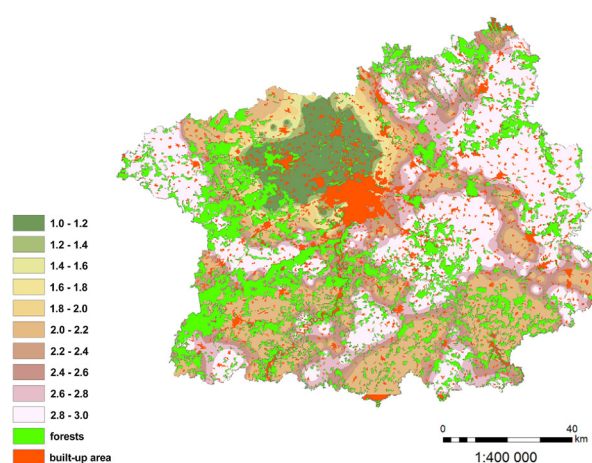 1.0 - 1.2
1.2 - 1.4
1.4 - 1.6
1.6 - 1.8
1.8 - 2.0
2.0 - 2.2
2.2 - 2.4
2.4 - 2.6
2.6 - 2.8
2.8 - 3.0
forests
built-up area
0 40
km
1:400 000